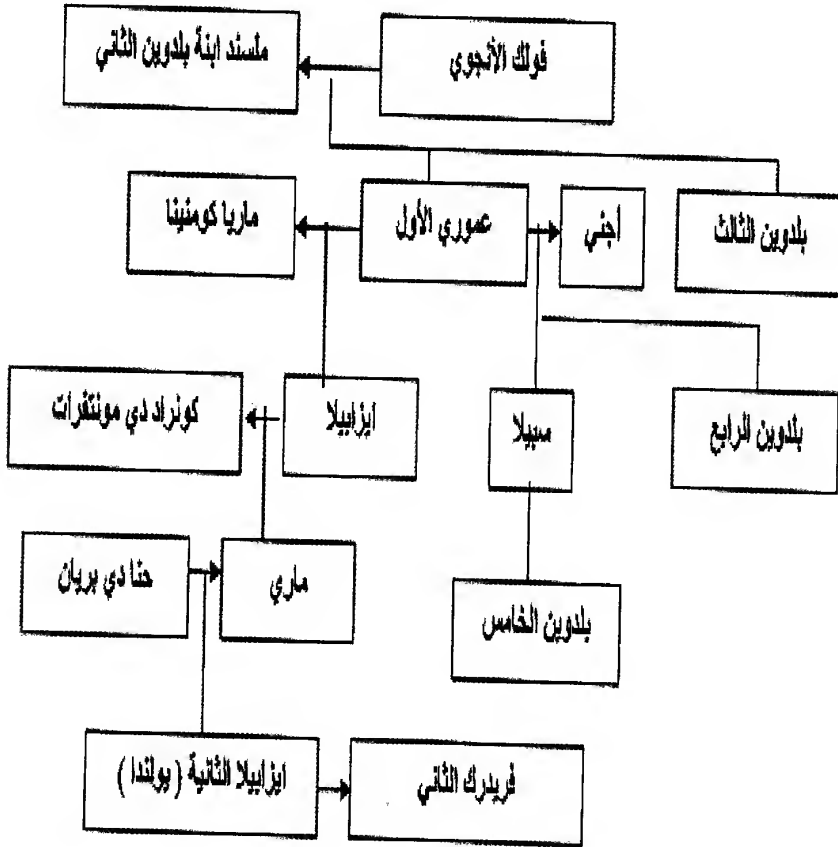 فولك الأنجوي
ملسند ابنة بلدوين الثاني
بلدوين الثالث
أجني
عموري الأول
ماريا كومنينا
بلدوين الرابع
سبيلا
ايزابيلا
كونراد دي مونتفرات
بلدوين الخامس
ماري
حنا دي بريان
فريدرك الثاني
ايزابيلا الثانية ( يولندا )